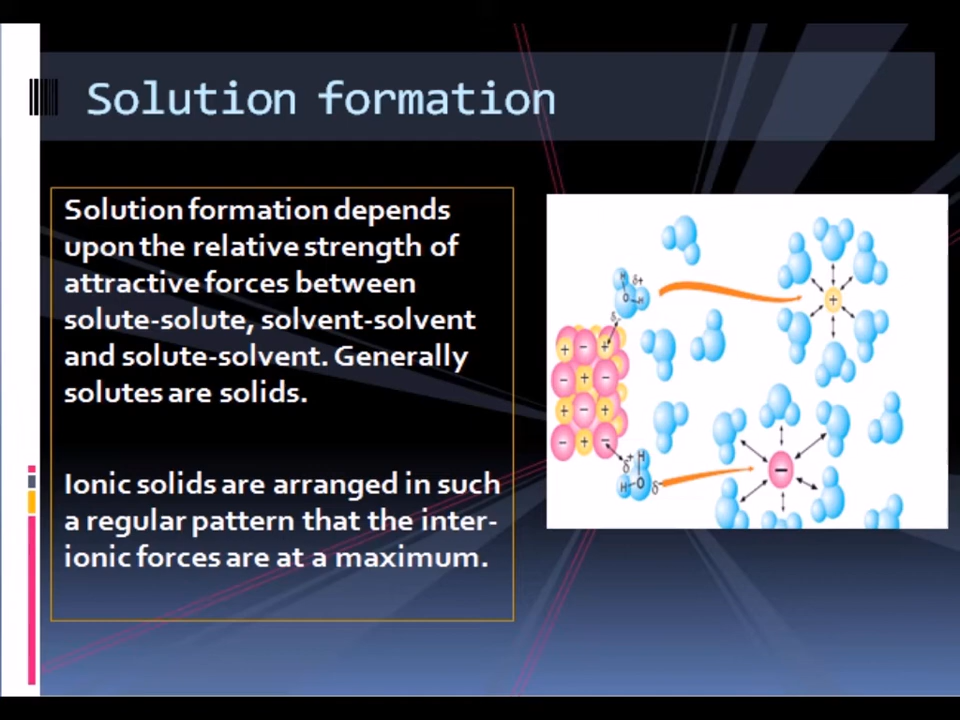 Solution formation
Solution formation depends
upon the relative strength of
attractive forces between
solute-solute, solvent-solvent
and solute-solvent. Generally
solutes are solids.
Ionic solids are arranged in such
a regular pattern that the inter-
ionic forces are at a maximum.
H δ+
O H
δ-
+ − +
− + −
+ − +
− + −
+
δ+ H
H O δ-
−